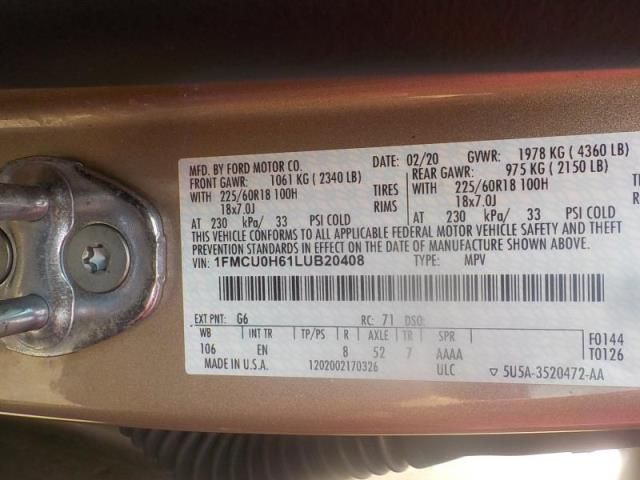 MFD. BY FORD MOTOR CO. DATE: 02/20 GVWR: 1978 KG ( 4360 LB)
FRONT GAWR: 1061 KG ( 2340 LB) REAR GAWR: 975 KG ( 2150 LB)
WITH 225/60R18 100H TIRES WITH 225/60R18 100H
18x7.0J RIMS 18x7.0J
AT 230 kPa/ 33 PSI COLD AT 230 kPa/ 33 PSI COLD
THIS VEHICLE CONFORMS TO ALL APPLICABLE FEDERAL MOTOR VEHICLE SAFETY AND THEFT
PREVENTION STANDARDS IN EFFECT ON THE DATE OF MANUFACTURE SHOWN ABOVE.
VIN: 1FMCU0H61LUB20408 TYPE: MPV
EXT PNT: G6 RC: 71 DSO:
WB INT TR TP/PS R AXLE TR SPR F0144
106 EN 8 52 7 AAAA T0126
MADE IN U.S.A. 1202002170326 ULC ▽ 5U5A-3520472-AA